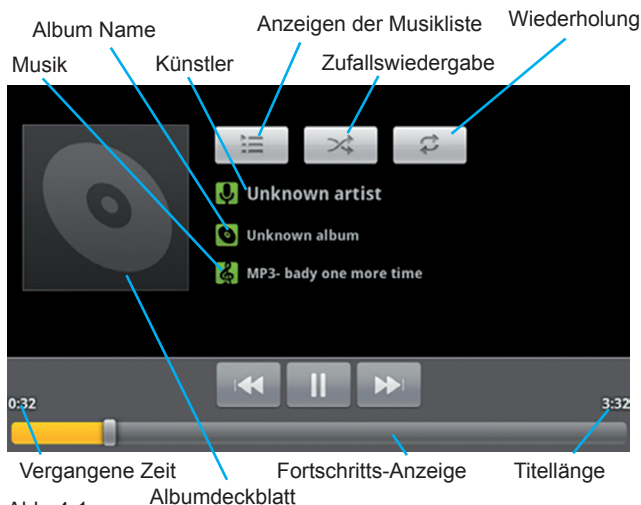 Wiederholung
Album Name
Anzeigen der Musikliste
Musik
Künstler
Zufallswiedergabe
Unknown artist
Unknown album
MP3- bady one more time
0:32
3:32
Vergangene Zeit
Fortschritts-Anzeige
Titellänge
Albumdeckblatt